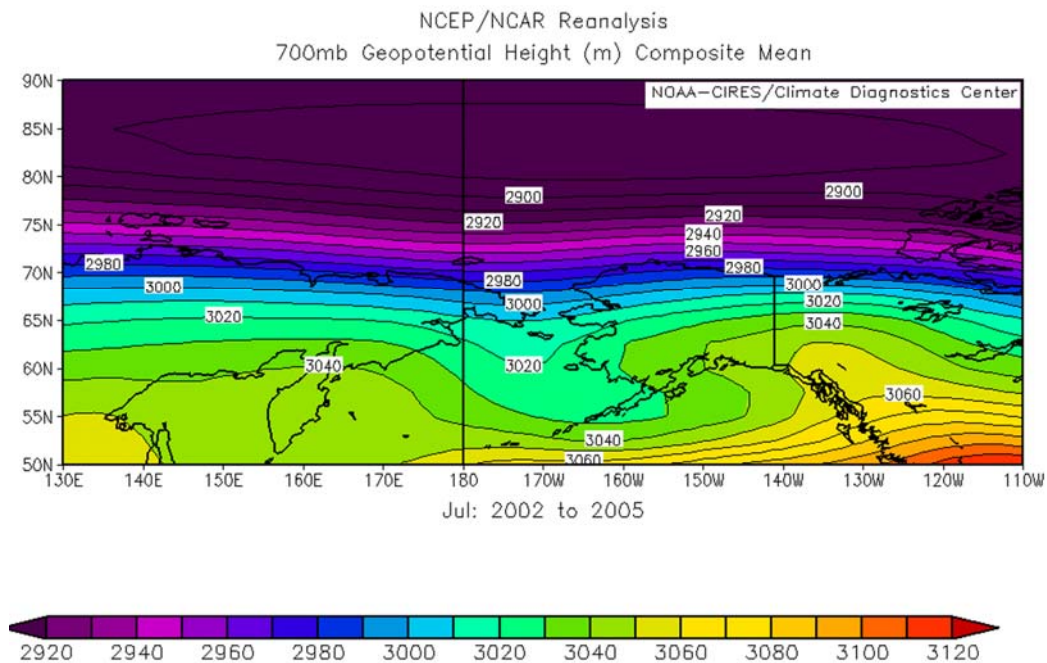 NCEP/NCAR Reanalysis
700mb Geopotential Height (m) Composite Mean
90N
NOAA-CIRES/Climate Diagnostics Center
85N
80N
2900
2900
75N
2920
2920
2940
2960
70N
2980
2980
2980
3000
3000
3000
65N
3020
3020
3040
60N
3040
3020
3060
55N
3040
50N
3060
130E 140E 150E 160E 170E 180 170W 160W 150W 140W 130W 120W 110W
Jul: 2002 to 2005
2920 2940 2960 2980 3000 3020 3040 3060 3080 3100 3120